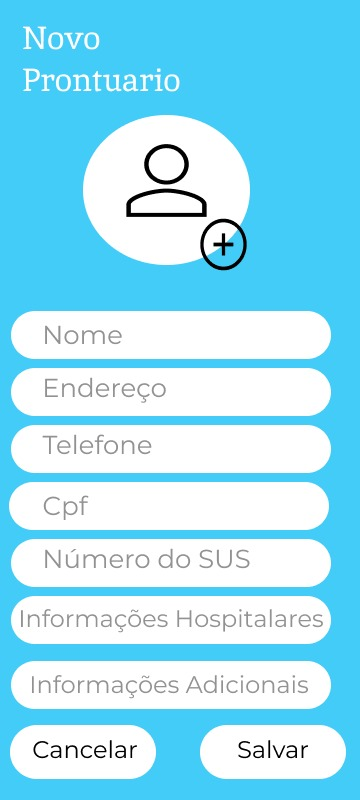 Novo
Prontuario
Nome
Endereço
Telefone
Cpf
Número do SUS
Informações Hospitalares
Informações Adicionais
Cancelar Salvar